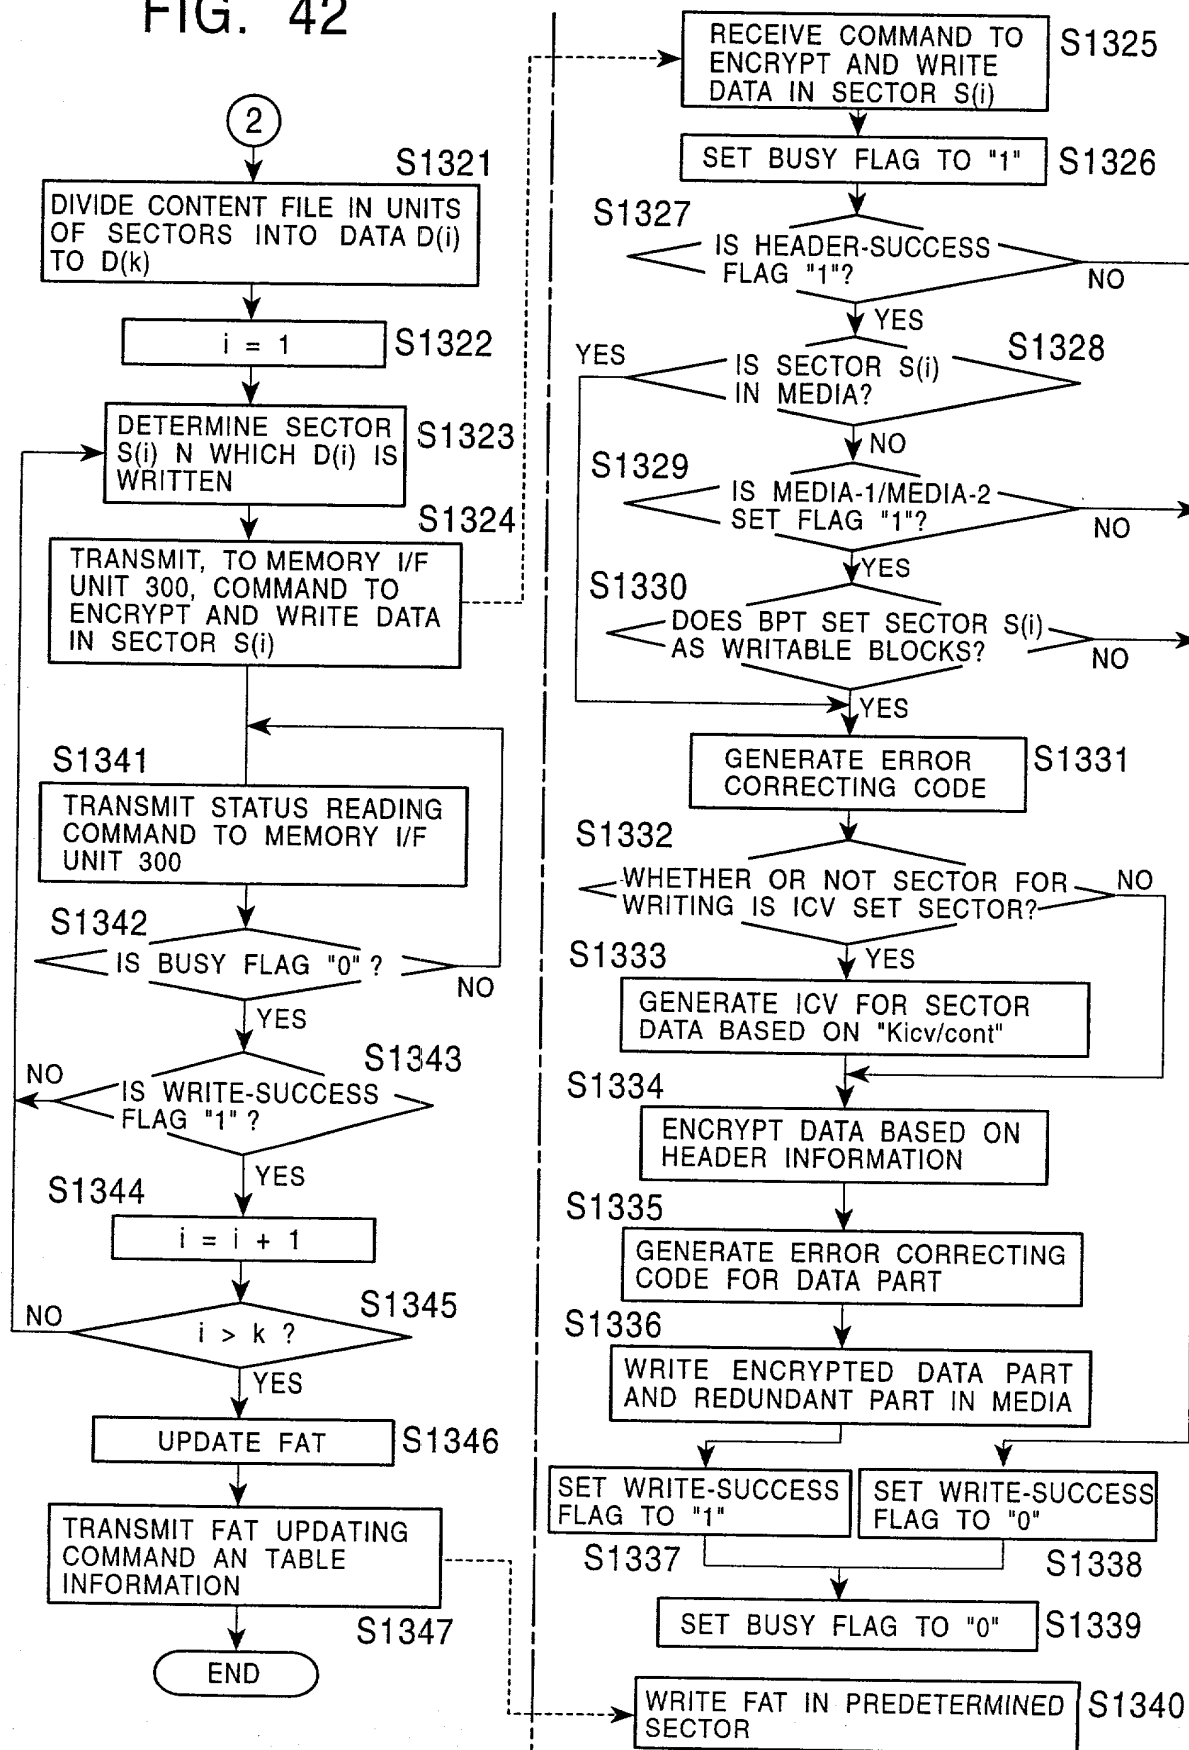 FIG. 42
2
S1321
DIVIDE CONTENT FILE IN UNITS
OF SECTORS INTO DATA D(i)
TO D(k)
i = 1
S1322
DETERMINE SECTOR
S(i) N WHICH D(i) IS
WRITTEN
S1323
S1324
TRANSMIT, TO MEMORY I/F
UNIT 300, COMMAND TO
ENCRYPT AND WRITE DATA
IN SECTOR S(i)
S1341
TRANSMIT STATUS READING
COMMAND TO MEMORY I/F
UNIT 300
S1342
IS BUSY FLAG "0" ?
NO
YES
S1343
NO
IS WRITE-SUCCESS
FLAG "1" ?
YES
S1344
i = i + 1
S1345
NO
i > k ?
YES
UPDATE FAT
S1346
TRANSMIT FAT UPDATING
COMMAND AN TABLE
INFORMATION
S1347
END
RECEIVE COMMAND TO
ENCRYPT AND WRITE
DATA IN SECTOR S(i)
S1325
SET BUSY FLAG TO "1"
S1326
S1327
IS HEADER-SUCCESS
FLAG "1"?
NO
YES
S1328
YES
IS SECTOR S(i)
IN MEDIA?
NO
S1329
IS MEDIA-1/MEDIA-2
SET FLAG "1"?
NO
YES
S1330
DOES BPT SET SECTOR S(i)
AS WRITABLE BLOCKS?
NO
YES
GENERATE ERROR
CORRECTING CODE
S1331
S1332
WHETHER OR NOT SECTOR FOR
WRITING IS ICV SET SECTOR?
NO
YES
S1333
GENERATE ICV FOR SECTOR
DATA BASED ON "Kicv/cont"
S1334
ENCRYPT DATA BASED ON
HEADER INFORMATION
S1335
GENERATE ERROR CORRECTING
CODE FOR DATA PART
S1336
WRITE ENCRYPTED DATA PART
AND REDUNDANT PART IN MEDIA
SET WRITE-SUCCESS
FLAG TO "1"
S1337
SET WRITE-SUCCESS
FLAG TO "0"
S1338
SET BUSY FLAG TO "0"
S1339
WRITE FAT IN PREDETERMINED
SECTOR
S1340